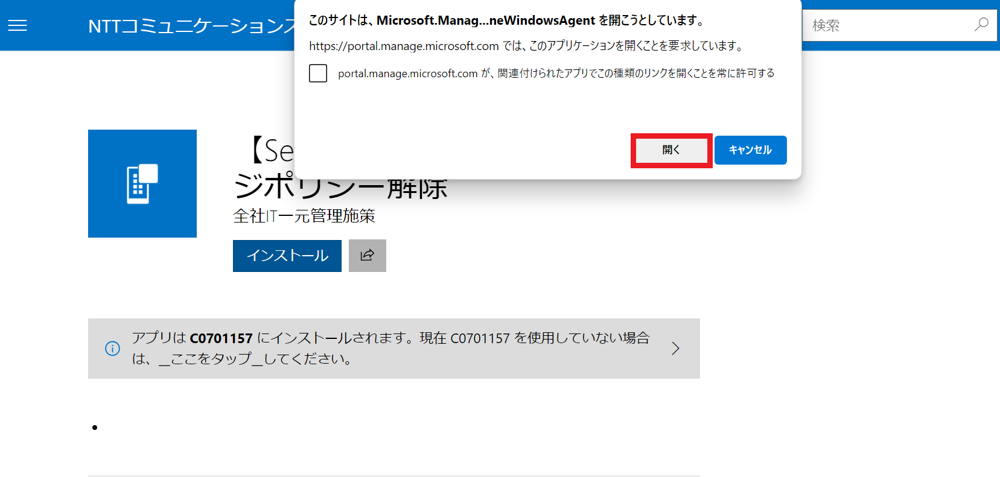 NTTコミュニケーションズ
検索
このサイトは、Microsoft.Manag...neWindowsAgent を開こうとしています。
https://portal.manage.microsoft.com では、このアプリケーションを開くことを要求しています。
portal.manage.microsoft.com が、関連付けられたアプリでこの種類のリンクを開くことを常に許可する
開く
キャンセル
【Se
ジポリシー解除
全社IT一元管理施策
インストール
アプリは C0701157 にインストールされます。現在 C0701157 を使用していない場合
は、__ここをタップ__してください。